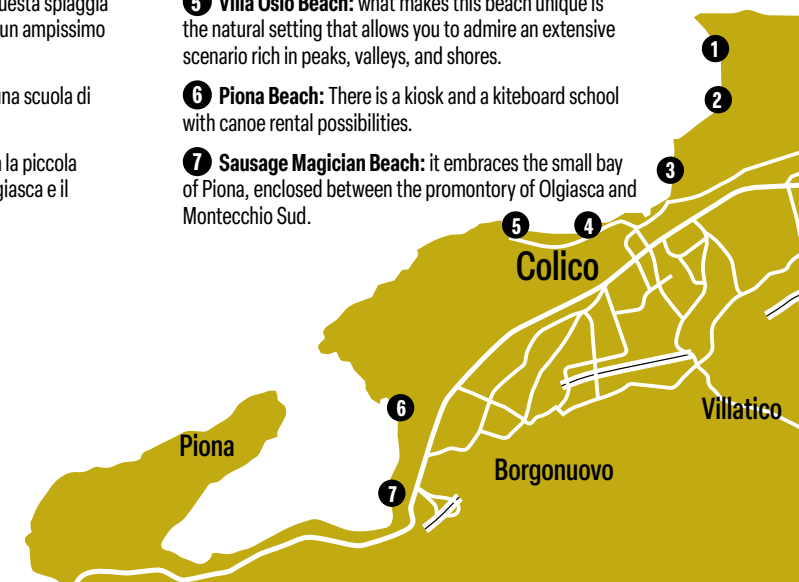 questa spiaggia
un ampissimo
una scuola di
la piccola
giasca e il
5 Villa Osio Beach: what makes this beach unique is
the natural setting that allows you to admire an extensive
scenario rich in peaks, valleys, and shores.
6 Piona Beach: There is a kiosk and a kiteboard school
with canoe rental possibilities.
7 Sausage Magician Beach: it embraces the small bay
of Piona, enclosed between the promontory of Olgiasca and
Montecchio Sud.
1
2
3
5 4
Colico
6
Villatico
Piona
Borgonuovo
7